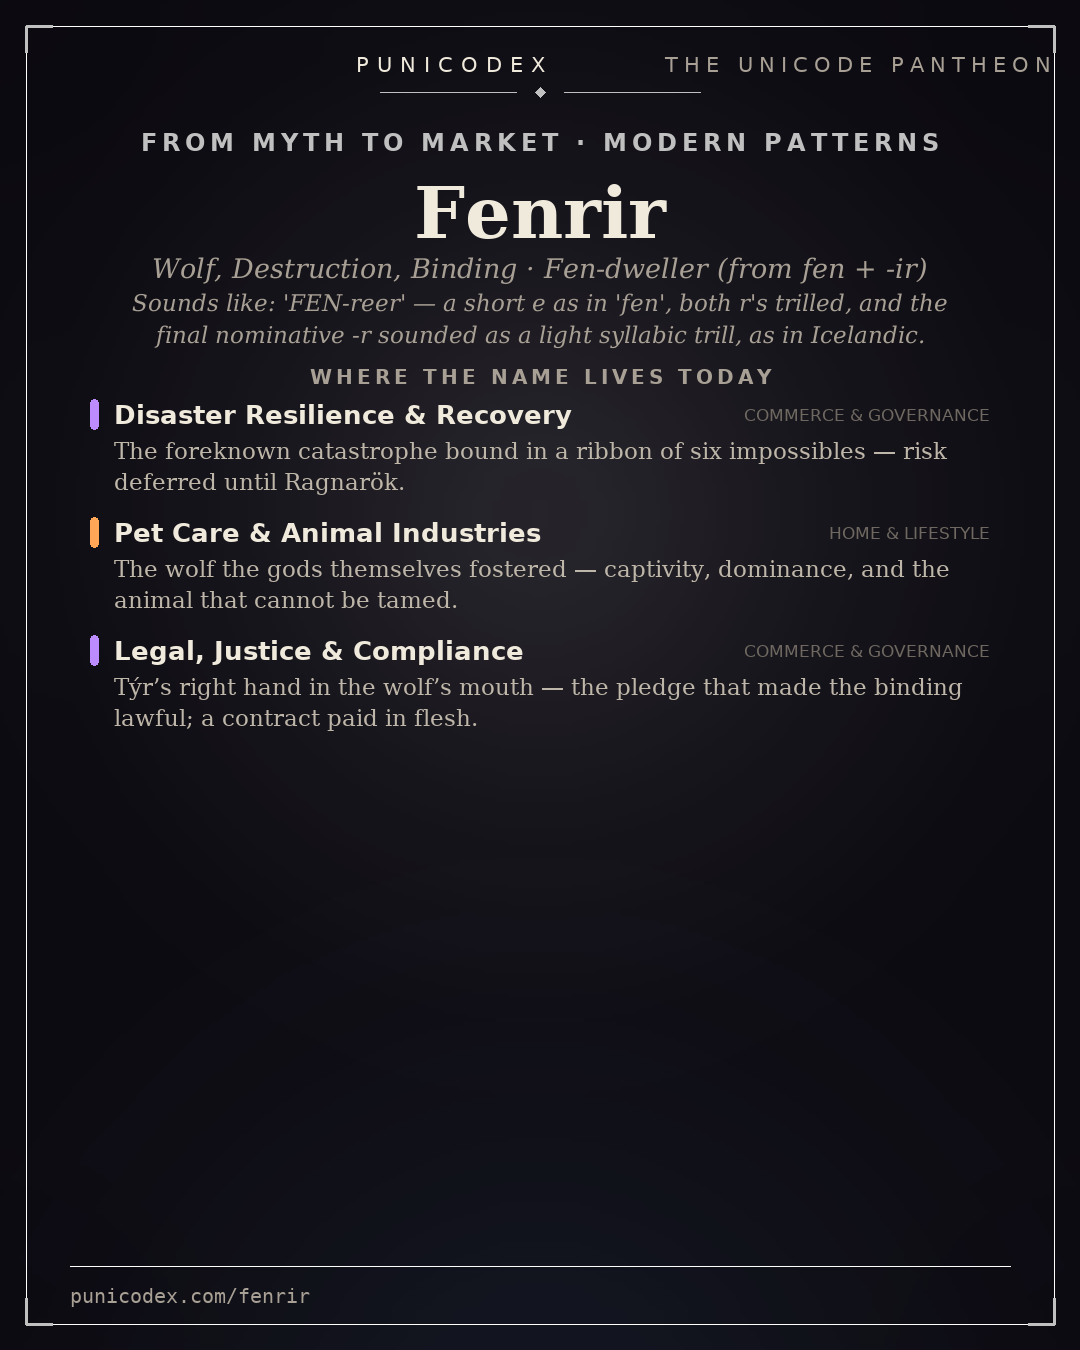 PUNICODEX THE UNICODE PANTHEON
FROM MYTH TO MARKET · MODERN PATTERNS
Fenrir
Wolf, Destruction, Binding · Fen-dweller (from fen + -ir)
Sounds like: 'FEN-reer' — a short e as in 'fen', both r's trilled, and the
final nominative -r sounded as a light syllabic trill, as in Icelandic.
WHERE THE NAME LIVES TODAY
Disaster Resilience & Recovery COMMERCE & GOVERNANCE
The foreknown catastrophe bound in a ribbon of six impossibles — risk
deferred until Ragnarök.
Pet Care & Animal Industries HOME & LIFESTYLE
The wolf the gods themselves fostered — captivity, dominance, and the
animal that cannot be tamed.
Legal, Justice & Compliance COMMERCE & GOVERNANCE
Týr’s right hand in the wolf’s mouth — the pledge that made the binding
lawful; a contract paid in flesh.
punicodex.com/fenrir